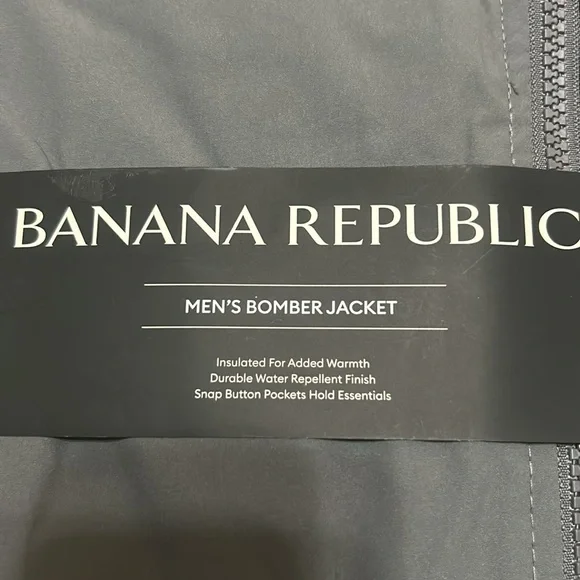 BANANA REPUBLIC
MEN'S BOMBER JACKET
Insulated For Added Warmth
Durable Water Repellent Finish
Snap Button Pockets Hold Essentials